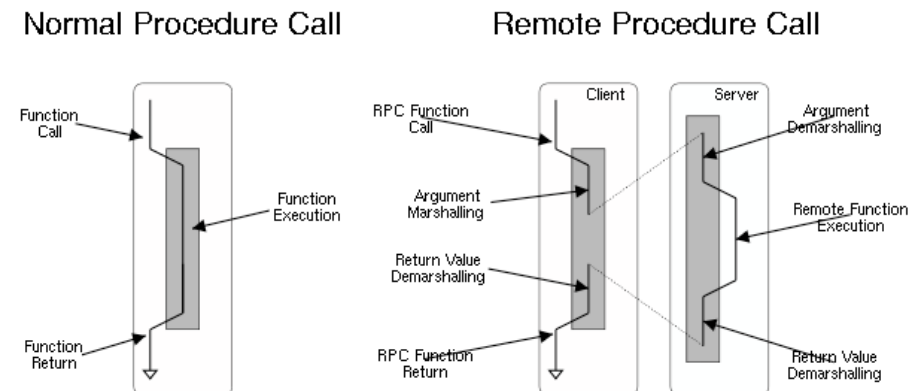 Normal Procedure Call
Remote Procedure Call
Function
Call
Function
Execution
Function
Return
Client
Server
RPC Function
Call
Argument
Marshalling
Return Value
Demarshalling
RPC Function
Return
Argument
Demarshalling
Remote Function
Execution
Return Value
Demarshalling